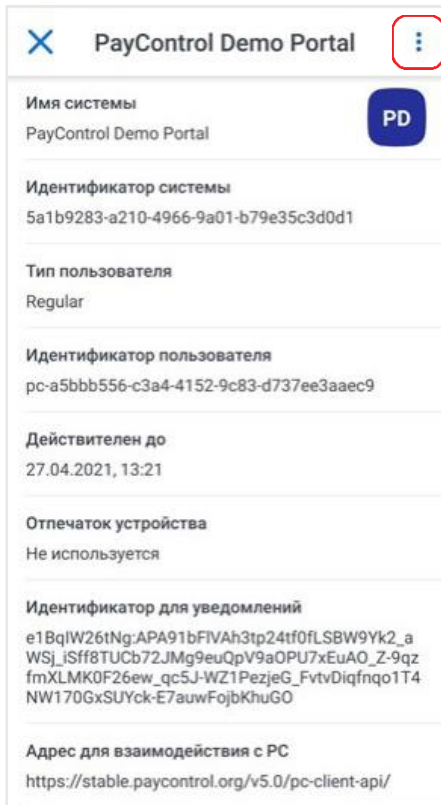 PayControl Demo Portal
Имя системы
PayControl Demo Portal
PD
Идентификатор системы
5a1b9283-a210-4966-9a01-b79e35c3d0d1
Тип пользователя
Regular
Идентификатор пользователя
pc-a5bbb556-c3a4-4152-9c83-d737ee3aaec9
Действителен до
27.04.2021, 13:21
Отпечаток устройства
Не используется
Идентификатор для уведомлений
e1BqIW26tNg:APA91bFlVAh3tp24tf0fLSBW9Yk2_a
WSj_iSff8TUCb72JMg9euQpV9aOPU7xEuAO_Z-9qz
fmXLMK0F26ew_qc5J-WZ1PezjeG_FvtvDiqfnqo1T4
NW170GxSUYck-E7auwFojbKhuGO
Адрес для взаимодействия с PC
https://stable.paycontrol.org/v5.0/pc-client-api/